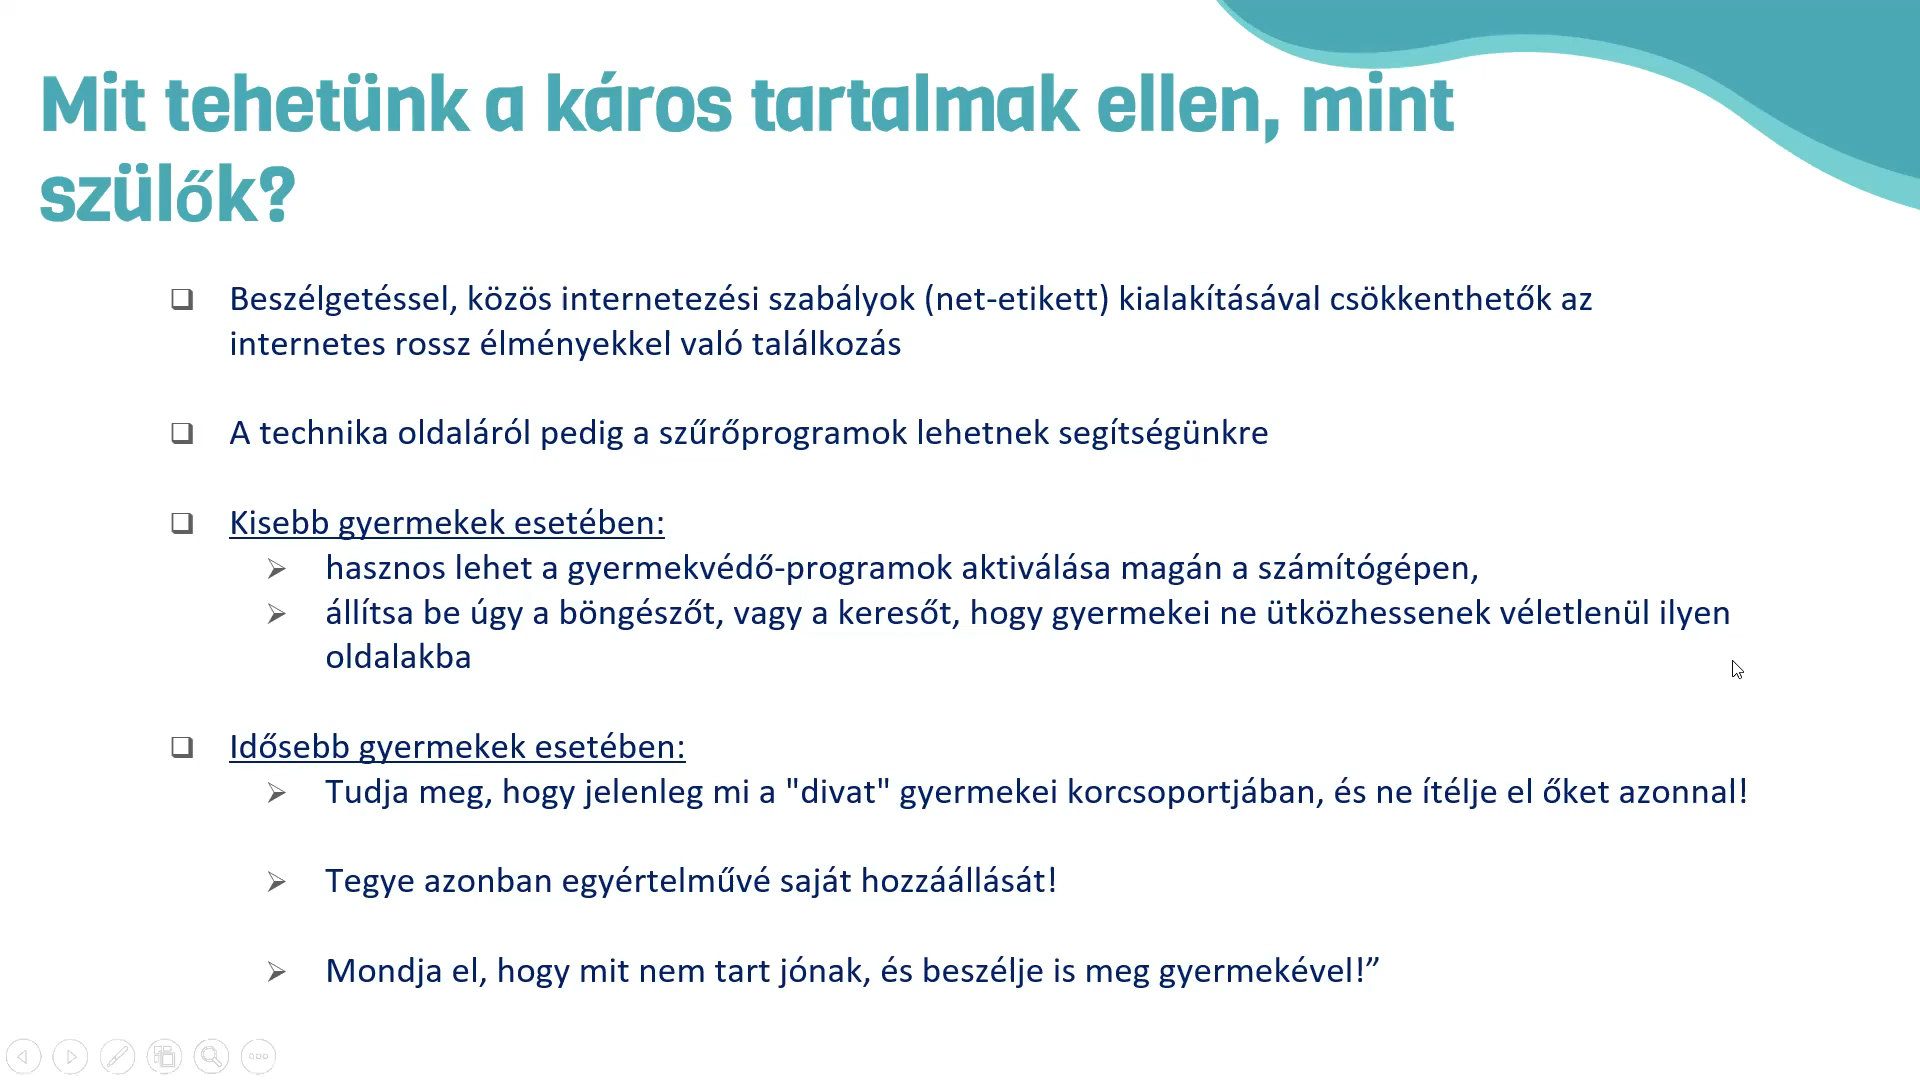 Mit tehetünk a káros tartalmak ellen, mint
szülők?
Beszélgetéssel, közös internetezési szabályok (net-etikett) kialakításával csökkenthetők az
internetes rossz élményekkel való találkozás
A technika oldaláról pedig a szűrőprogramok lehetnek segítségünkre
Kisebb gyermekek esetében:
hasznos lehet a gyermekvédő-programok aktiválása magán a számítógépen,
állítsa be úgy a böngészőt, vagy a keresőt, hogy gyermekei ne ütközhessenek véletlenül ilyen
oldalakba
Idősebb gyermekek esetében:
Tudja meg, hogy jelenleg mi a "divat" gyermekei korcsoportjában, és ne ítélje el őket azonnal!
Tegye azonban egyértelművé saját hozzáállását!
Mondja el, hogy mit nem tart jónak, és beszélje is meg gyermekével!”